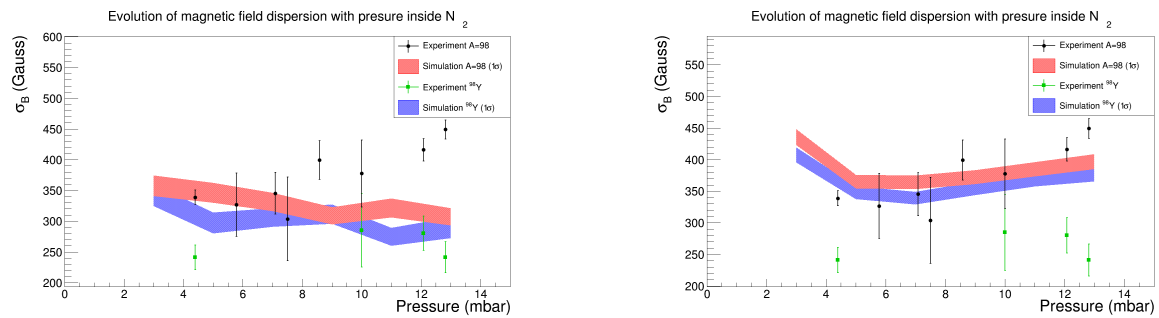 Evolution of magnetic field dispersion with presure inside N 2
σB (Gauss)
600
550
500
450
400
350
300
250
200
Experiment A=98
Simulation A=98 (1σ)
Experiment 98Y
Simulation 98Y (1σ)
0 2 4 6 8 10 12 14
Pressure (mbar)
Evolution of magnetic field dispersion with presure inside N 2
σB (Gauss)
550
500
450
400
350
300
250
200
Experiment A=98
Simulation A=98 (1σ)
Experiment 98Y
Simulation 98Y (1σ)
0 2 4 6 8 10 12 14
Pressure (mbar)